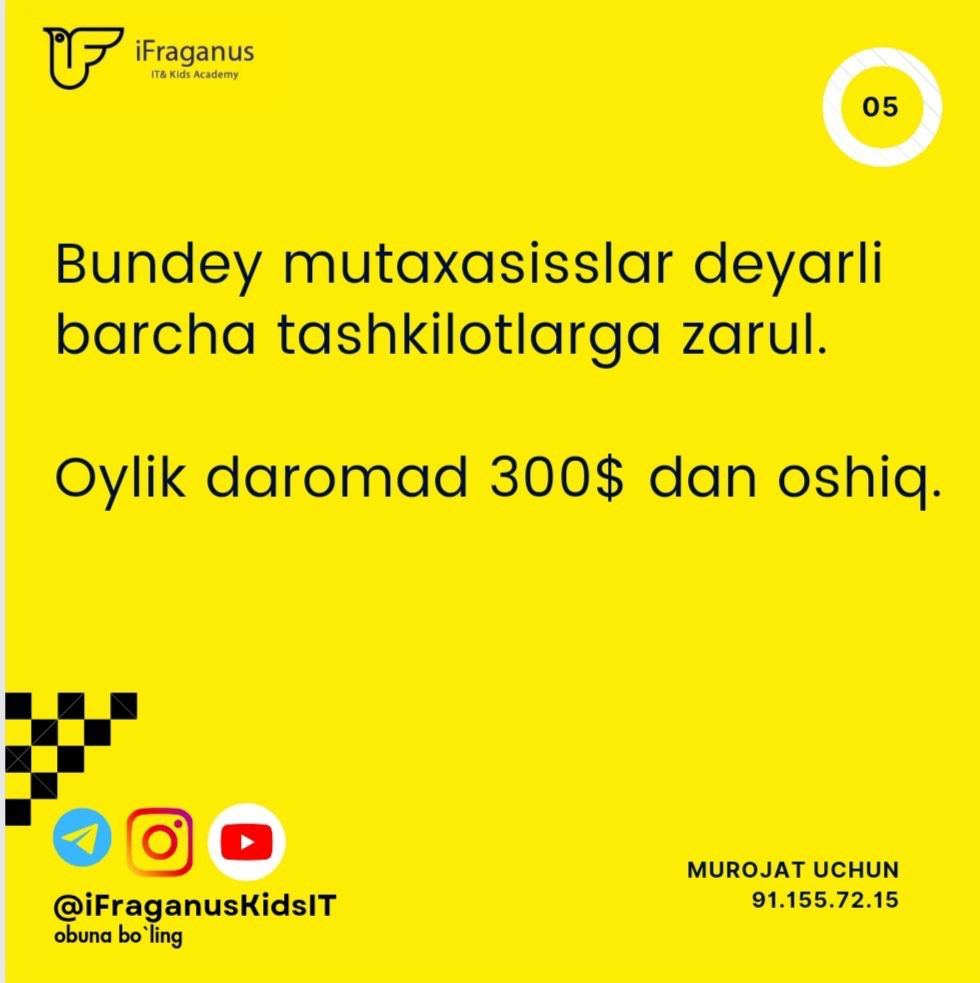 iFraganus
IT& Kids Academy
05
Bundey mutaxasisslar deyarli
barcha tashkilotlarga zarul.
Oylik daromad 300$ dan oshiq.
@iFraganusKidsIT
obuna bo`ling
MUROJAT UCHUN
91.155.72.15